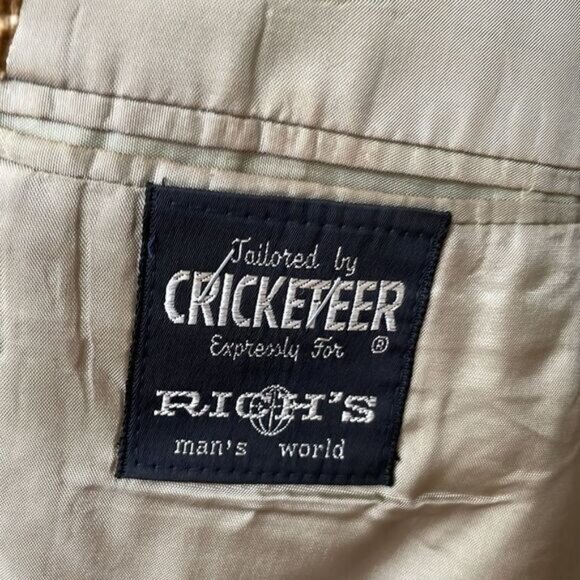 Tailored by
CRICKETEER
Expressly For ®
RICH'S
man's world